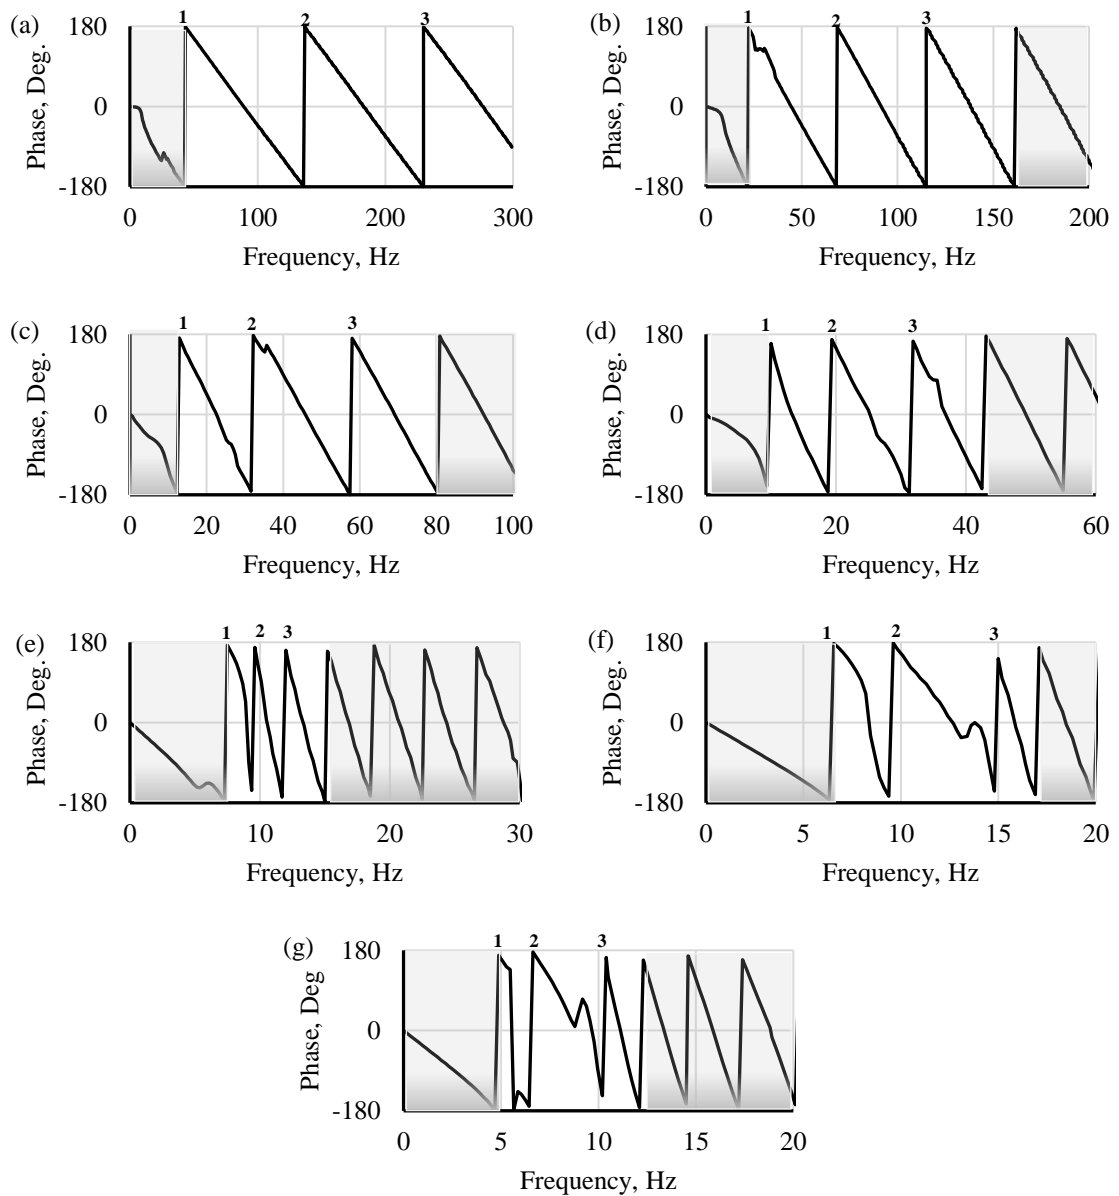 (a)
1 2 3
180
0
-180
Phase, Deg.
0 100 200 300
Frequency, Hz
(b)
1 2 3
180
0
-180
Phase, Deg.
0 50 100 150 200
Frequency, Hz
(c)
1 2 3
180
0
-180
Phase, Deg.
0 20 40 60 80 100
Frequency, Hz
(d)
1 2 3
180
0
-180
Phase, Deg.
0 20 40 60
Frequency, Hz
(e)
1 2 3
180
0
-180
Phase, Deg.
0 10 20 30
Frequency, Hz
(f)
1 2 3
180
0
-180
Phase, Deg.
0 5 10 15 20
Frequency, Hz
(g)
1 2 3
180
0
-180
Phase, Deg
0 5 10 15 20
Frequency, Hz